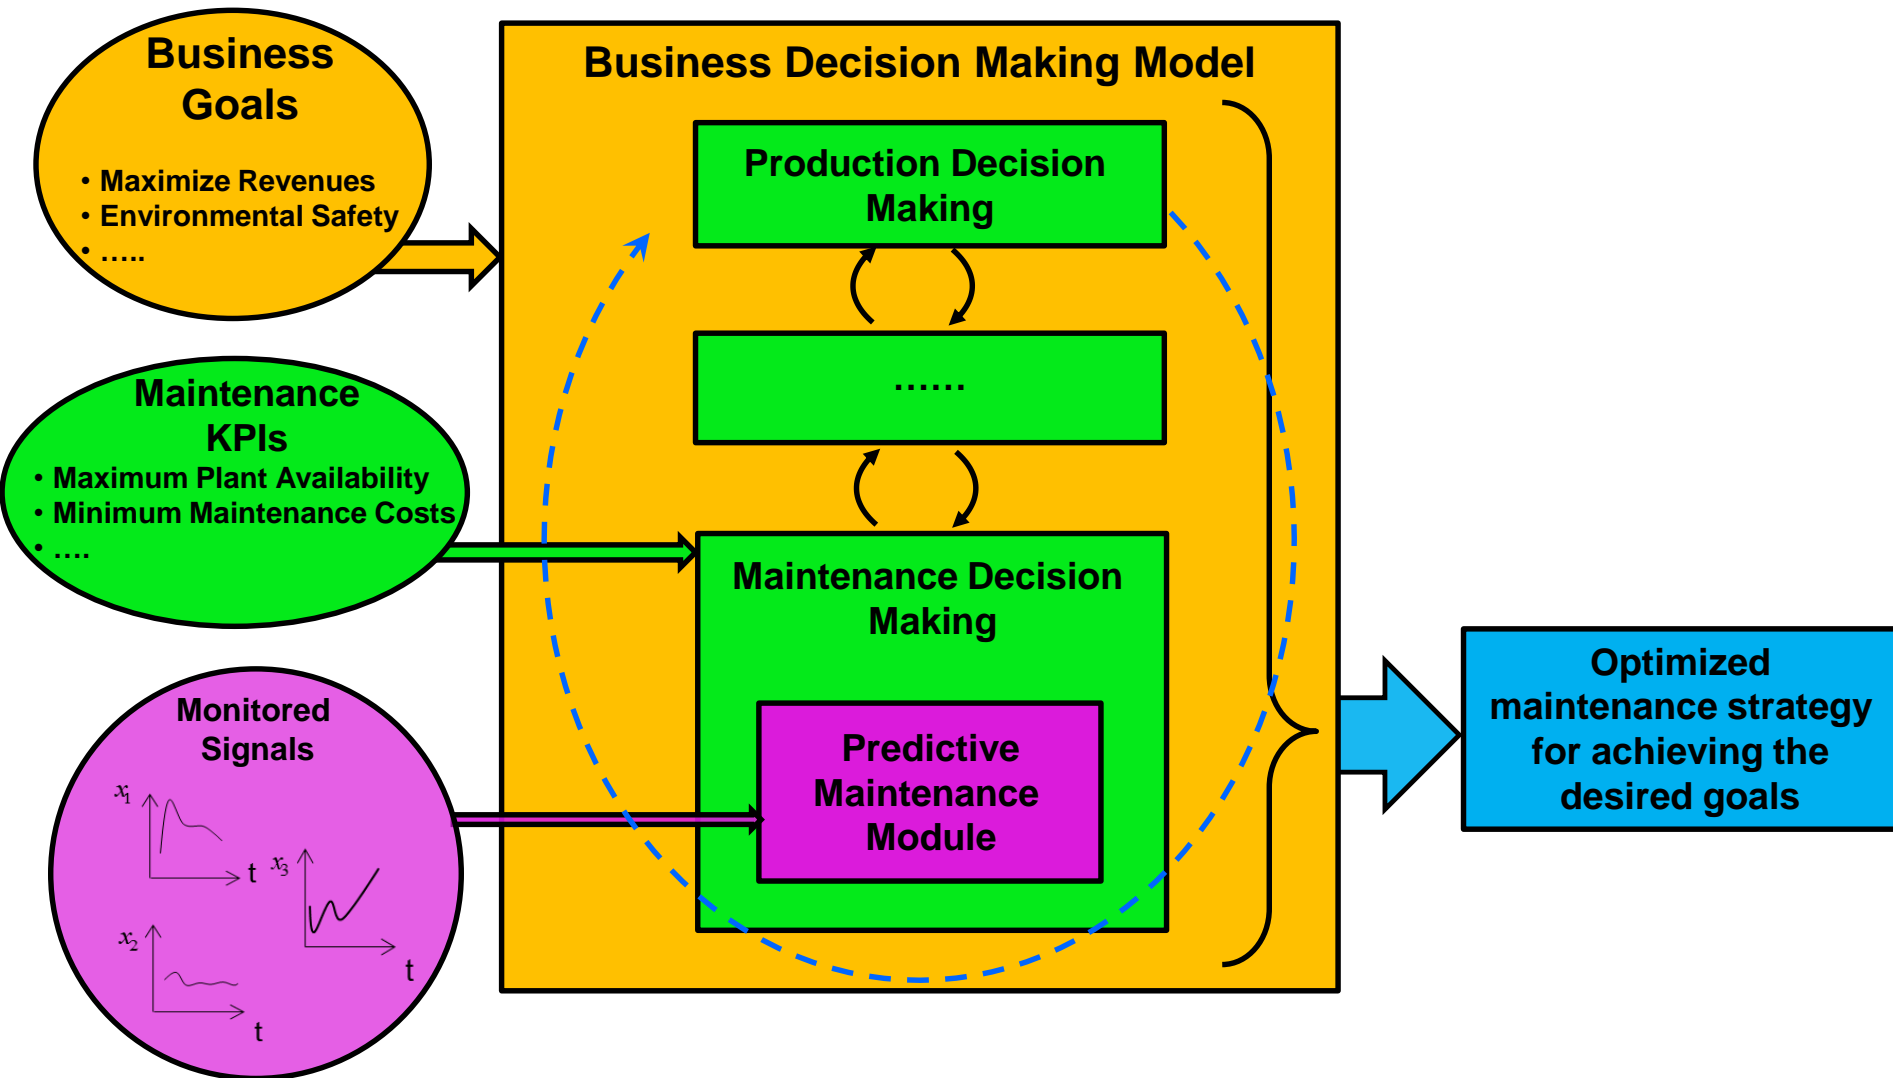 Business
Goals
• Maximize Revenues
• Environmental Safety
• …..
Maintenance
KPIs
• Maximum Plant Availability
• Minimum Maintenance Costs
• ….
Monitored
Signals
x₁
t
x₃
t
x₂
t
Business Decision Making Model
Production Decision
Making
……
Maintenance Decision
Making
Predictive
Maintenance
Module
Optimized
maintenance strategy
for achieving the
desired goals